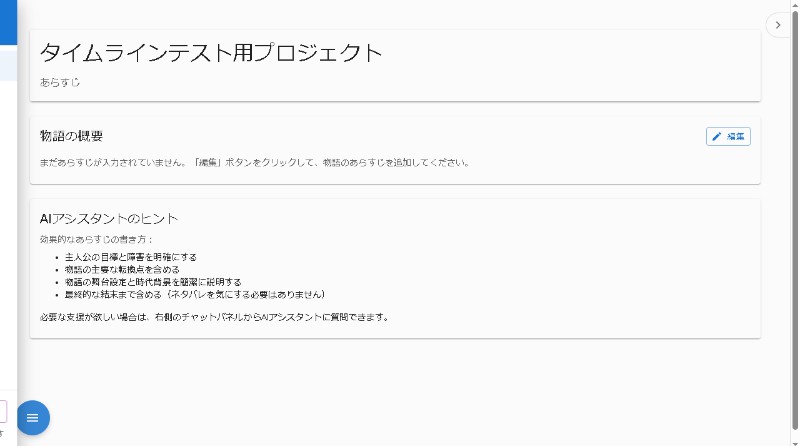 タイムラインテスト用プロジェクト
あらすじ
物語の概要
編集
まだあらすじが入力されていません。「編集」ボタンをクリックして、物語のあらすじを追加してください。
AIアシスタントのヒント
効果的なあらすじの書き方：
主人公の目標と障害を明確にする
物語の主要な転換点を含める
物語の舞台設定と時代背景を簡潔に説明する
最終的な結末まで含める（ネタバレを気にする必要はありません）
必要な支援が欲しい場合は、右側のチャットパネルからAIアシスタントに質問できます。
す